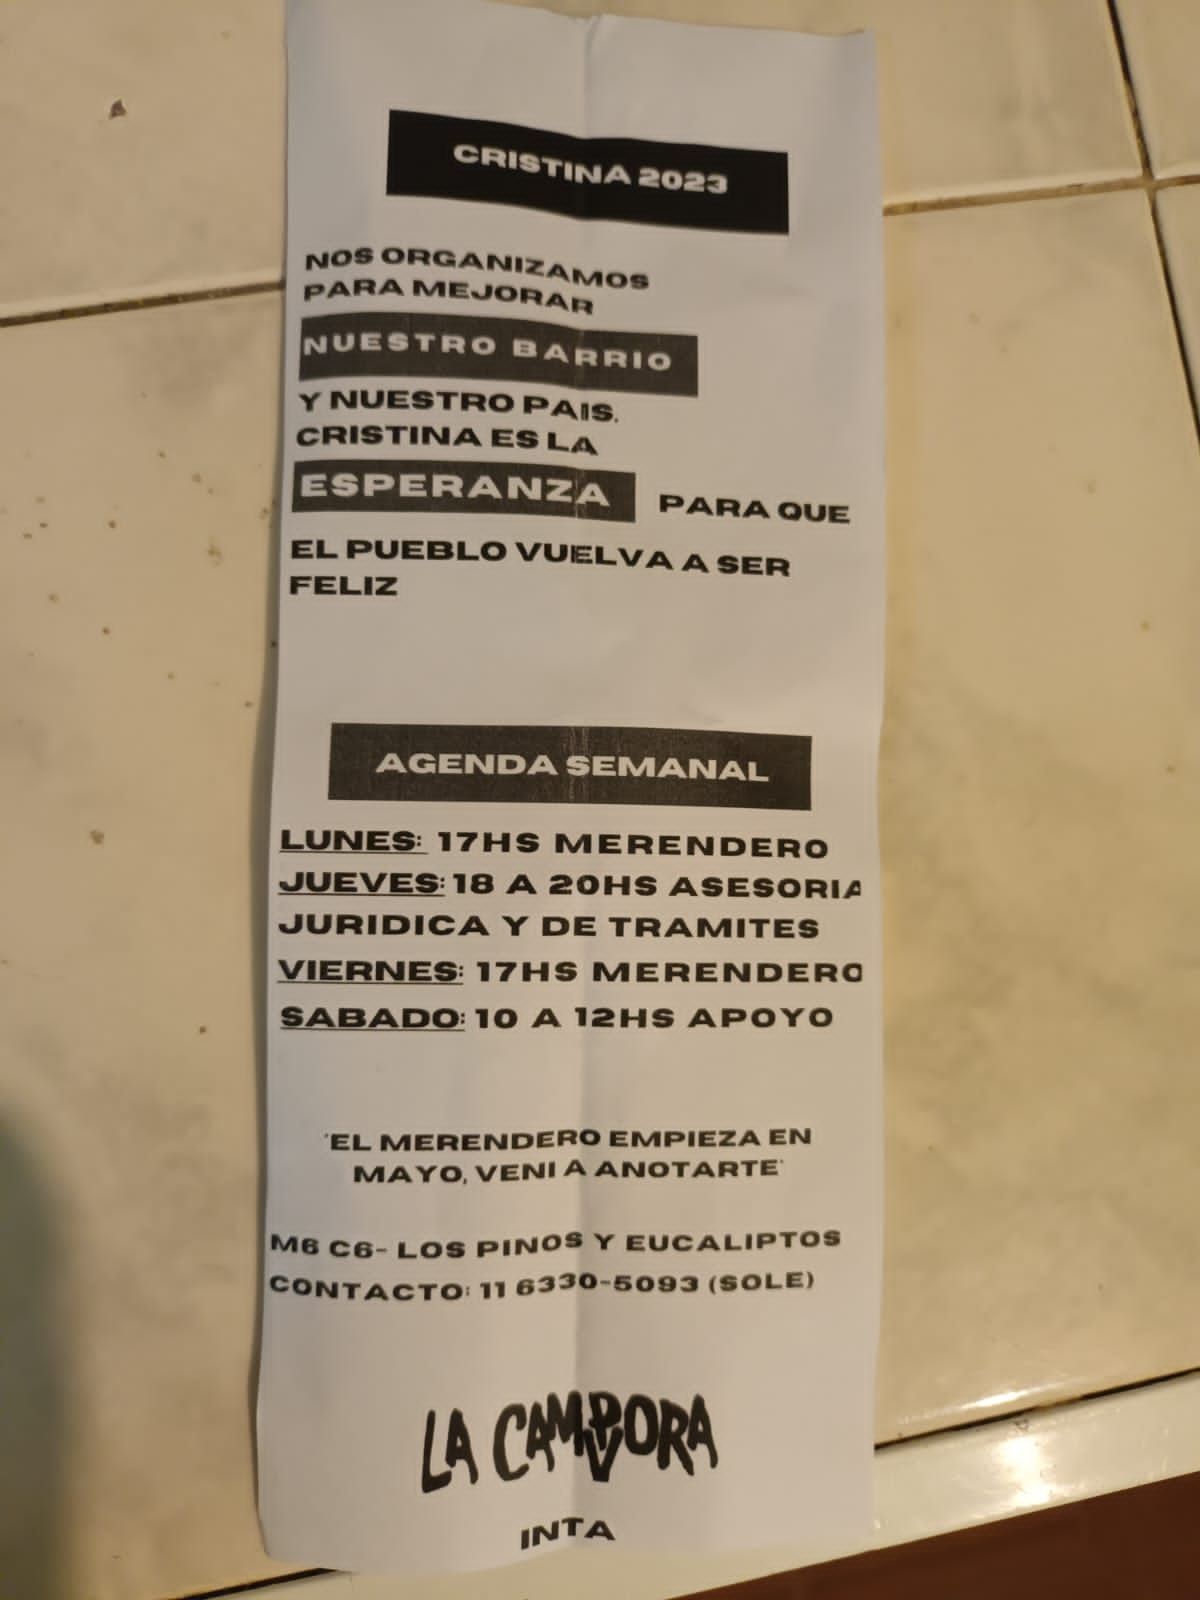 CRISTINA 2023
NOS ORGANIZAMOS
PARA MEJORAR
NUESTRO BARRIO
Y NUESTRO PAIS.
CRISTINA ES LA
ESPERANZA PARA QUE
EL PUEBLO VUELVA A SER
FELIZ
AGENDA SEMANAL
LUNES: 17HS MERENDERO
JUEVES: 18 A 20HS ASESORIA
JURIDICA Y DE TRAMITES
VIERNES: 17HS MERENDERO
SABADO: 10 A 12HS APOYO
"EL MERENDERO EMPIEZA EN
MAYO, VENI A ANOTARTE"
M6 C6- LOS PINOS Y EUCALIPTOS
CONTACTO: 11 6330-5093 (SOLE)
LA CAMPORA
INTA